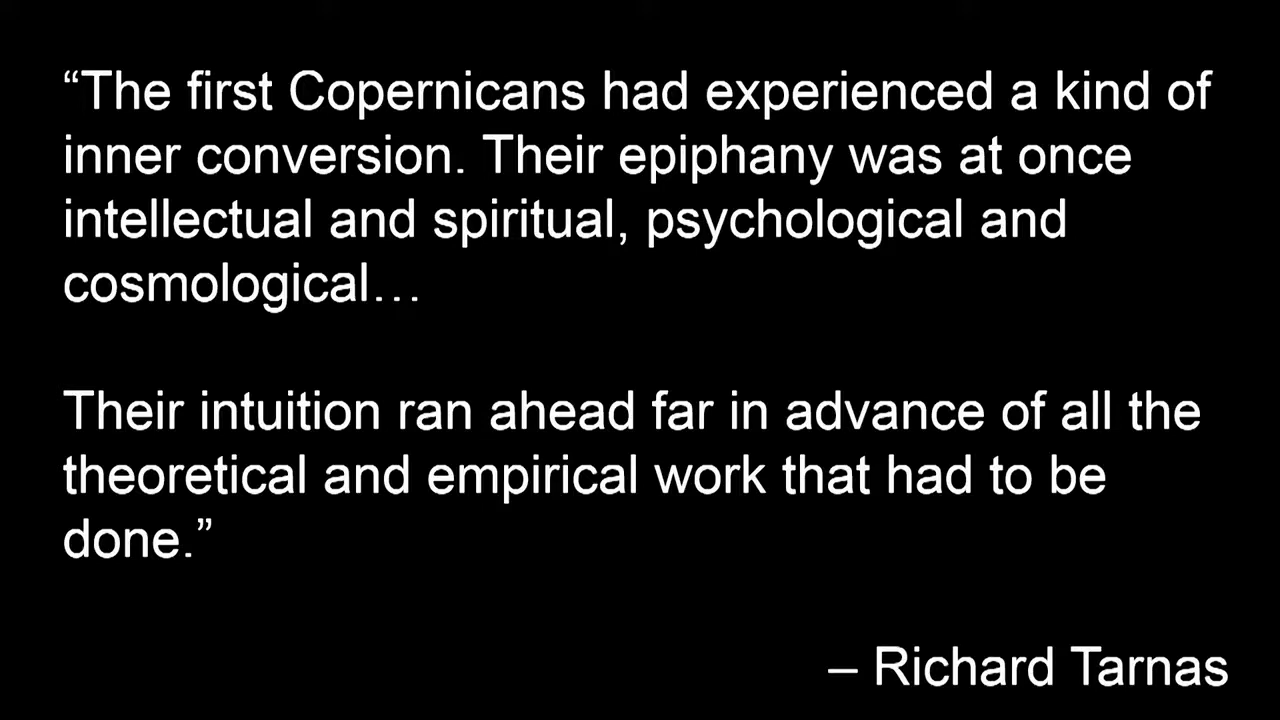 “The first Copernicans had experienced a kind of
inner conversion. Their epiphany was at once
intellectual and spiritual, psychological and
cosmological…
Their intuition ran ahead far in advance of all the
theoretical and empirical work that had to be
done.”
– Richard Tarnas